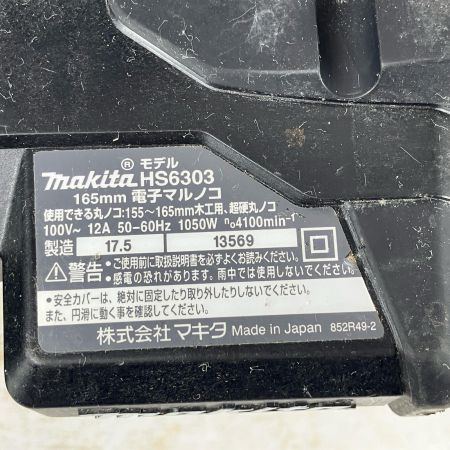 ® モデル
makita HS6303
165mm 電子マルノコ
使用できる丸ノコ:155～165mm木工用、超硬丸ノコ
100V~ 12A 50-60Hz 1050W n₀4100min⁻¹
製造 17.5 13569
⚠警告 ●ご使用前に取扱説明書をよくお読みください。
●感電の恐れがあります。雨中では使用しないでください。
●安全カバーは、絶対に固定したり取り外したりしないでください。
また、円滑に動く事を確認してください。
株式会社 マキタ Made in Japan 852R49-2